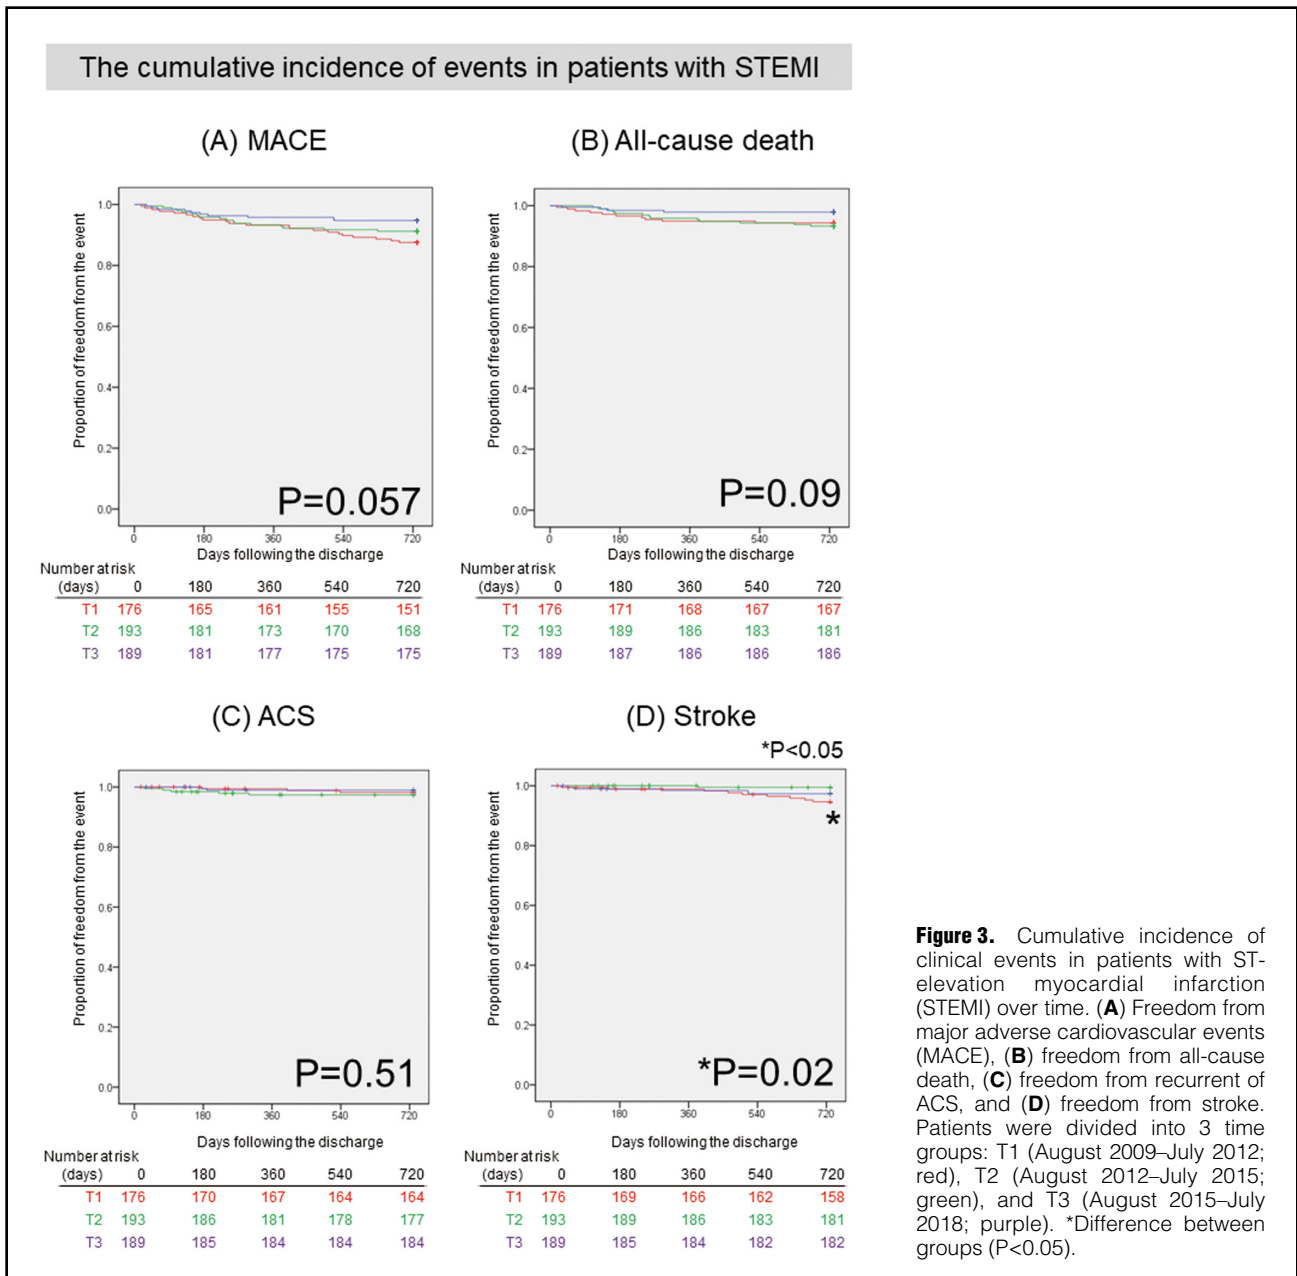 The cumulative incidence of events in patients with STEMI
(A) MACE
Proportion of freedom from the event
1.0
0.8
0.6
0.4
0.2
0.0
P=0.057
0 180 360 540 720
Days following the discharge
Number at risk
(days) 0 180 360 540 720
T1 176 165 161 155 151
T2 193 181 173 170 168
T3 189 181 177 175 175
(B) All-cause death
Proportion of freedom from the event
1.0
0.8
0.6
0.4
0.2
0.0
P=0.09
0 180 360 540 720
Days following the discharge
Number at risk
(days) 0 180 360 540 720
T1 176 171 168 167 167
T2 193 189 186 183 181
T3 189 187 186 186 186
(C) ACS
Proportion of freedom from the event
1.0
0.8
0.6
0.4
0.2
0.0
P=0.51
0 180 360 540 720
Days following the discharge
Number at risk
(days) 0 180 360 540 720
T1 176 170 167 164 164
T2 193 186 181 178 177
T3 189 185 184 184 184
(D) Stroke
*P<0.05
Proportion of freedom from the event
1.0
0.8
0.6
0.4
0.2
0.0
*
*P=0.02
0 180 360 540 720
Days following the discharge
Number at risk
(days) 0 180 360 540 720
T1 176 169 166 162 158
T2 193 189 186 183 181
T3 189 185 184 182 182
Figure 3. Cumulative incidence of
clinical events in patients with ST-
elevation myocardial infarction
(STEMI) over time. (A) Freedom from
major adverse cardiovascular events
(MACE), (B) freedom from all-cause
death, (C) freedom from recurrent of
ACS, and (D) freedom from stroke.
Patients were divided into 3 time
groups: T1 (August 2009–July 2012;
red), T2 (August 2012–July 2015;
green), and T3 (August 2015–July
2018; purple). *Difference between
groups (P<0.05).